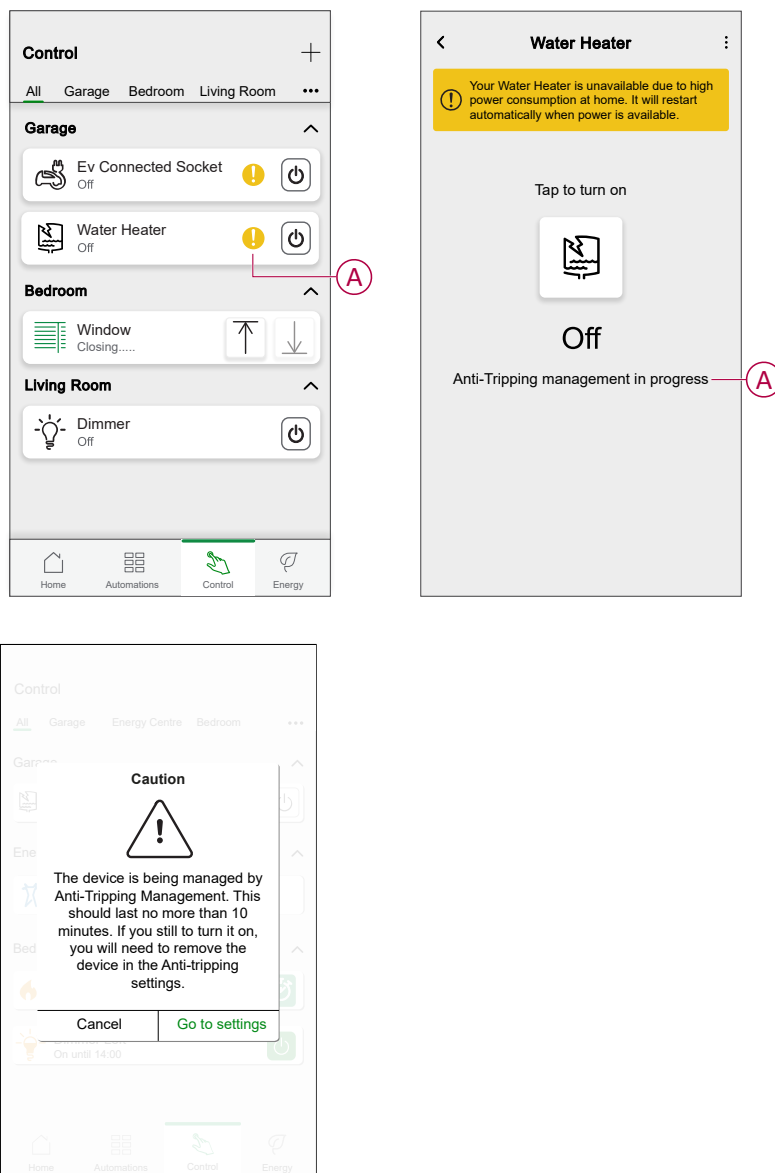 Control
All Garage Bedroom Living Room
Garage
Ev Connected Socket
Off
Water Heater
Off
A
Bedroom
Window
Closing.....
Living Room
Dimmer
Off
Home Automations Control Energy
Water Heater
Your Water Heater is unavailable due to high
power consumption at home. It will restart
automatically when power is available.
Tap to turn on
Off
Anti-Tripping management in progress
A
Control
All Garage Energy Centre Bedroom
Caution
The device is being managed by
Anti-Tripping Management. This
should last no more than 10
minutes. If you still to turn it on,
you will need to remove the
device in the Anti-tripping
settings.
Cancel Go to settings
On until 14:00
Home Automations Control Energy